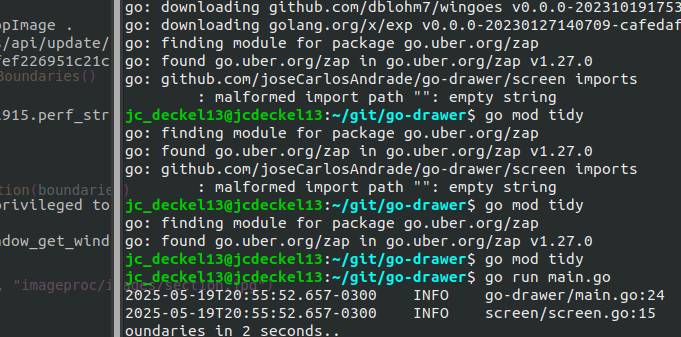 opImage .
s/api/update/
fef226951c21c
Boundaries()
1915.perf_str
ction(boundaries)
privileged to
ndow_get_wind
, "imageproc/images/section.jpg")
go: downloading github.com/dblohm7/wingoes v0.0.0-202310191753
go: downloading golang.org/x/exp v0.0.0-20230127140709-cafedaf
go: finding module for package go.uber.org/zap
go: found go.uber.org/zap in go.uber.org/zap v1.27.0
go: github.com/joseCarlosAndrade/go-drawer/screen imports
: malformed import path "": empty string
jc_deckel13@jcdeckel13:~/git/go-drawer$ go mod tidy
go: finding module for package go.uber.org/zap
go: found go.uber.org/zap in go.uber.org/zap v1.27.0
go: github.com/joseCarlosAndrade/go-drawer/screen imports
: malformed import path "": empty string
jc_deckel13@jcdeckel13:~/git/go-drawer$ go mod tidy
go: finding module for package go.uber.org/zap
go: found go.uber.org/zap in go.uber.org/zap v1.27.0
jc_deckel13@jcdeckel13:~/git/go-drawer$ go mod tidy
jc_deckel13@jcdeckel13:~/git/go-drawer$ go run main.go
2025-05-19T20:55:52.657-0300 INFO go-drawer/main.go:24
2025-05-19T20:55:52.657-0300 INFO screen/screen.go:15
oundaries in 2 seconds..